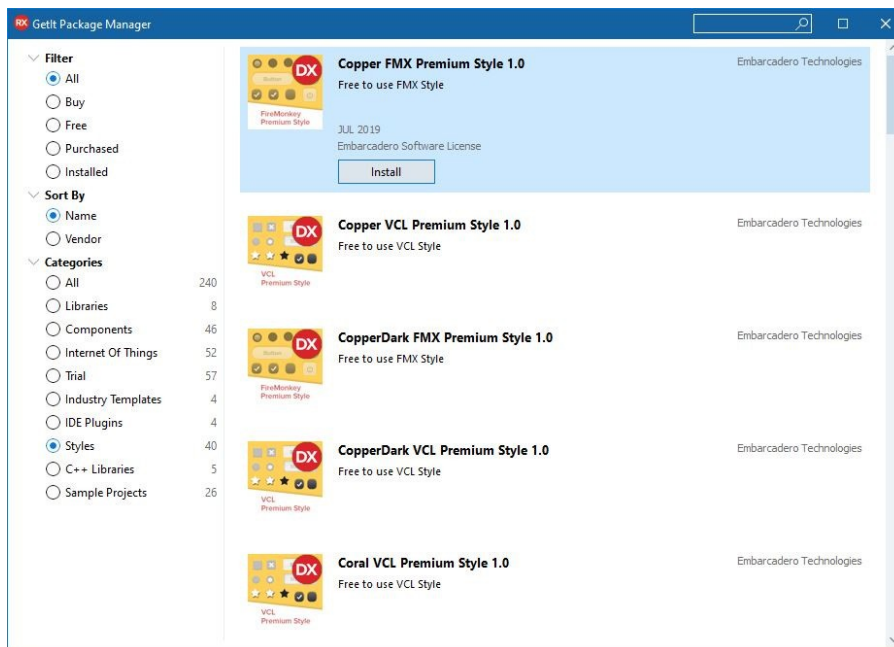 RX GetIt Package Manager
Filter
All
Buy
Free
Purchased
Installed
Sort By
Name
Vendor
Categories
All 240
Libraries 8
Components 46
Internet Of Things 52
Trial 57
Industry Templates 4
IDE Plugins 4
Styles 40
C++ Libraries 5
Sample Projects 26
DX
FireMonkey
Premium Style
Copper FMX Premium Style 1.0 Embarcadero Technologies
Free to use FMX Style
JUL 2019
Embarcadero Software License
Install
DX
VCL
Premium Style
Copper VCL Premium Style 1.0 Embarcadero Technologies
Free to use VCL Style
DX
FireMonkey
Premium Style
CopperDark FMX Premium Style 1.0 Embarcadero Technologies
Free to use FMX Style
DX
VCL
Premium Style
CopperDark VCL Premium Style 1.0 Embarcadero Technologies
Free to use VCL Style
DX
VCL
Premium Style
Coral VCL Premium Style 1.0 Embarcadero Technologies
Free to use VCL Style